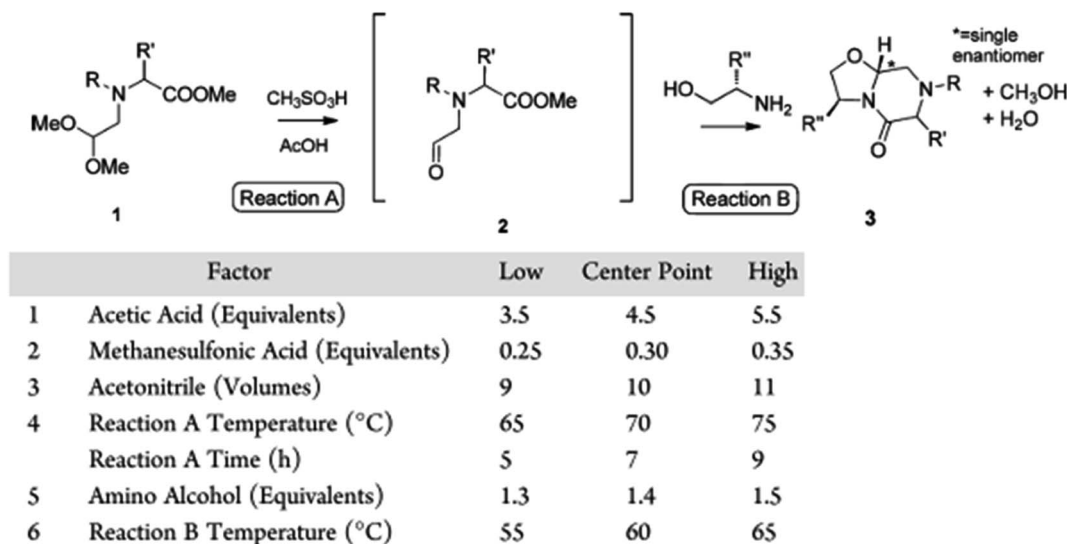 R'
R
N
COOMe
MeO
OMe
1
CH₃SO₃H
AcOH
Reaction A
R'
R
N
COOMe
O
2
R"
HO
NH₂
Reaction B
H
O
*
N
R
N
R"
O
R'
3
*=single
enantiomer
+ CH₃OH
+ H₂O
Factor Low Center Point High
1 Acetic Acid (Equivalents) 3.5 4.5 5.5
2 Methanesulfonic Acid (Equivalents) 0.25 0.30 0.35
3 Acetonitrile (Volumes) 9 10 11
4 Reaction A Temperature (°C) 65 70 75
Reaction A Time (h) 5 7 9
5 Amino Alcohol (Equivalents) 1.3 1.4 1.5
6 Reaction B Temperature (°C) 55 60 65